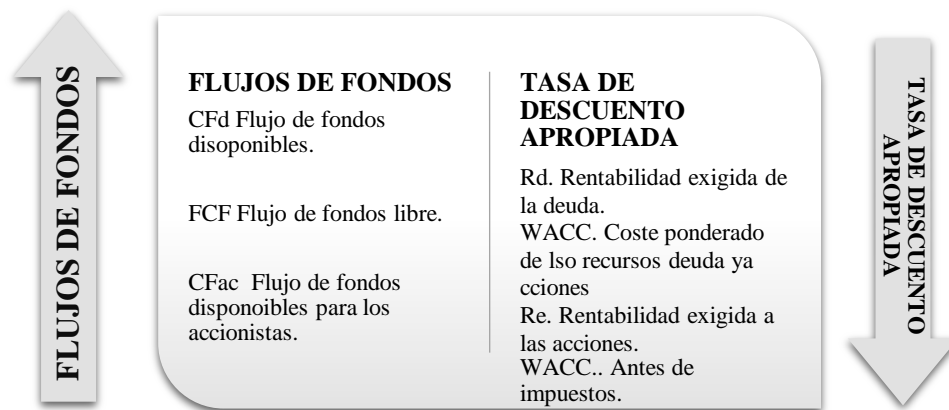 FLUJOS DE FONDOS
FLUJOS DE FONDOS
CFd Flujo de fondos
disoponibles.
FCF Flujo de fondos libre.
CFac Flujo de fondos
disponoibles para los
accionistas.
TASA DE
DESCUENTO
APROPIADA
Rd. Rentabilidad exigida de
la deuda.
WACC. Coste ponderado
de lso recursos deuda ya
cciones
Re. Rentabilidad exigida a
las acciones.
WACC.. Antes de
impuestos.
TASA DE DESCUENTO
APROPIADA